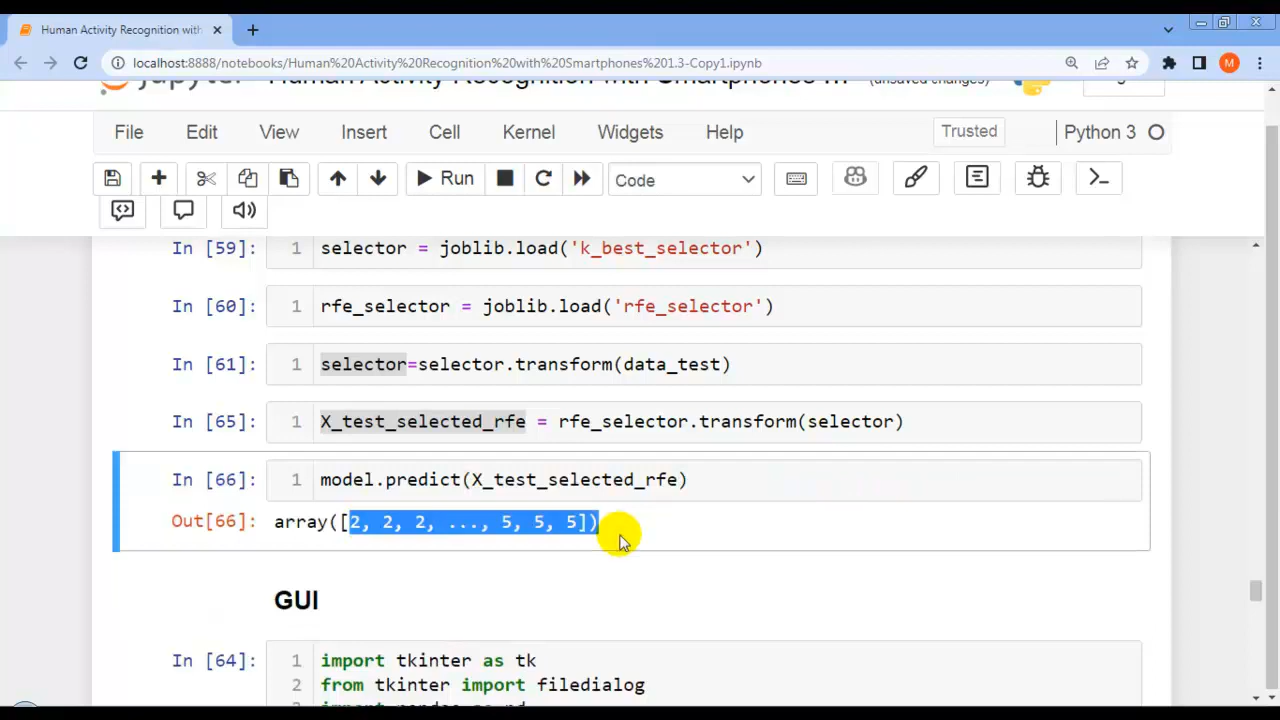 Human Activity Recognition with
localhost:8888/notebooks/Human%20Activity%20Recognition%20with%20Smartphones%201.3-Copy1.ipynb
M
File Edit View Insert Cell Kernel Widgets Help Trusted Python 3
Run Code
In [59]: 1 selector = joblib.load('k_best_selector')
In [60]: 1 rfe_selector = joblib.load('rfe_selector')
In [61]: 1 selector=selector.transform(data_test)
In [65]: 1 X_test_selected_rfe = rfe_selector.transform(selector)
In [66]: 1 model.predict(X_test_selected_rfe)
Out[66]: array([2, 2, 2, ..., 5, 5, 5])
GUI
In [64]: 1 import tkinter as tk
2 from tkinter import filedialog